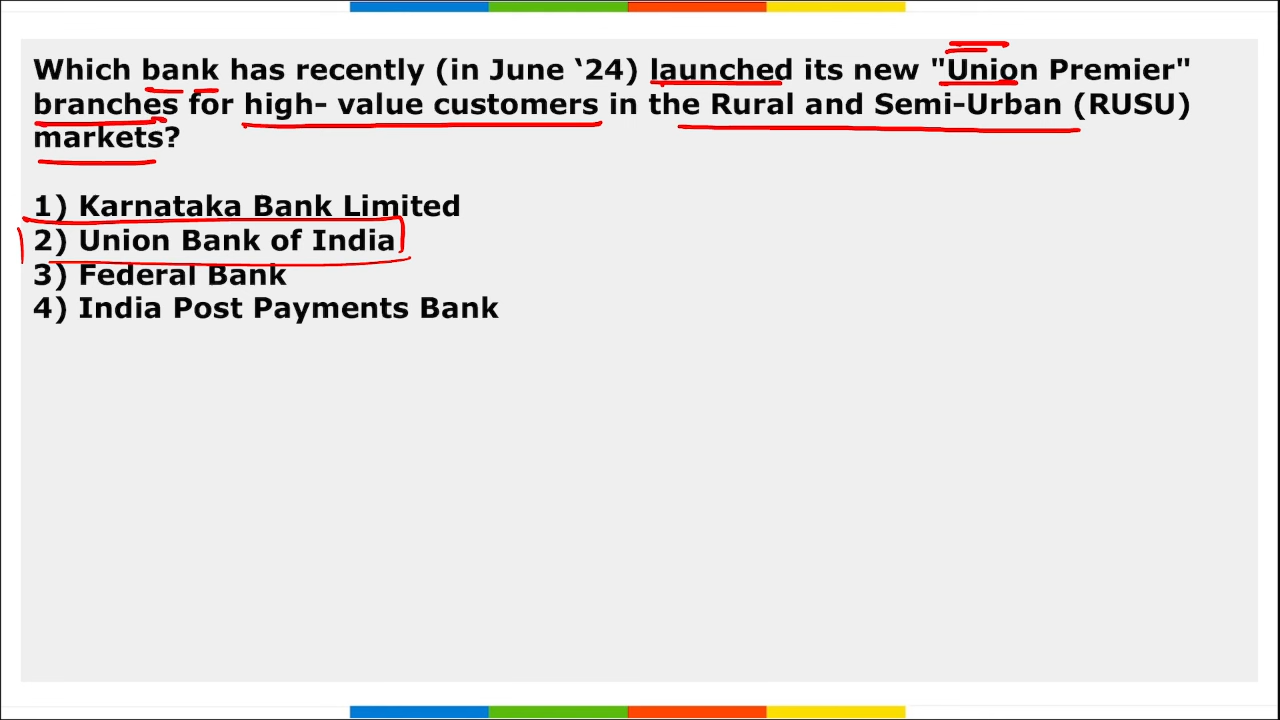 Which bank has recently (in June ‘24) launched its new "Union Premier"
branches for high- value customers in the Rural and Semi-Urban (RUSU)
markets?
1) Karnataka Bank Limited
2) Union Bank of India
3) Federal Bank
4) India Post Payments Bank